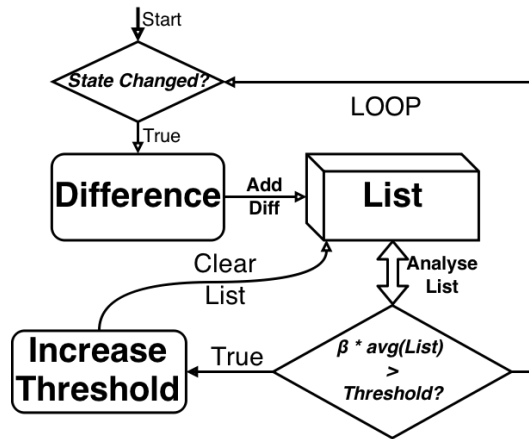 Start
State Changed?
LOOP
True
Difference
Add
Diff
List
Clear
List
Analyse
List
Increase
Threshold
True
β * avg(List)
>
Threshold?